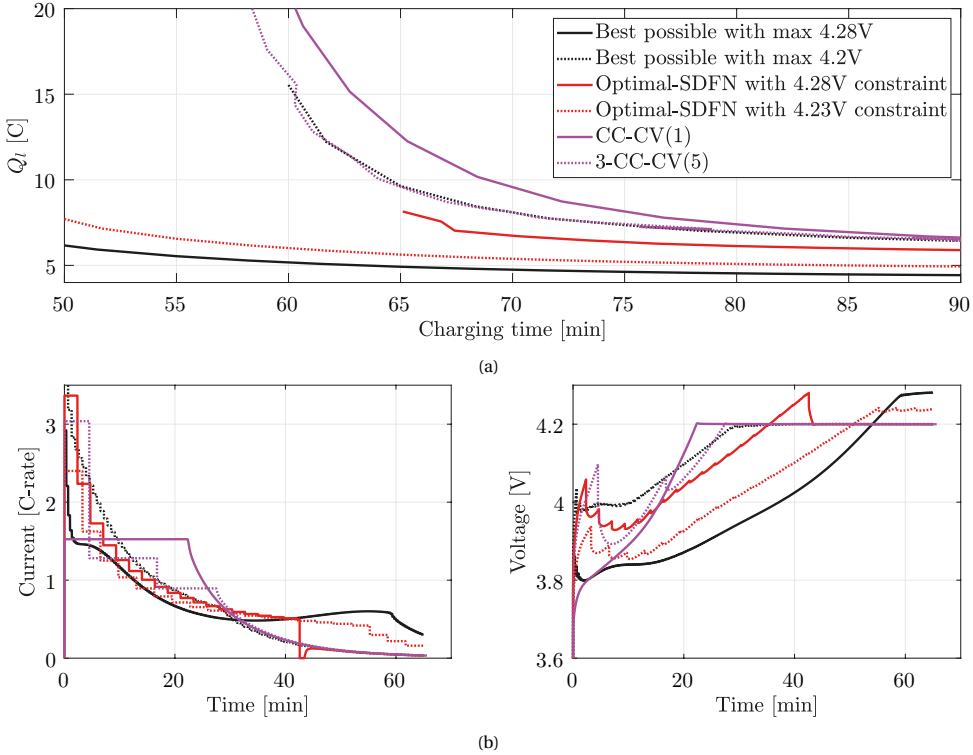 20
15
10
5
Q_l [C]
Best possible with max 4.28V
Best possible with max 4.2V
Optimal-SDFN with 4.28V constraint
Optimal-SDFN with 4.23V constraint
CC-CV(1)
3-CC-CV(5)
50 55 60 65 70 75 80 85 90
Charging time [min]
(a)
3
2
1
0
Current [C-rate]
0 20 40 60
Time [min]
4.2
4
3.8
3.6
Voltage [V]
0 20 40 60
Time [min]
(b)